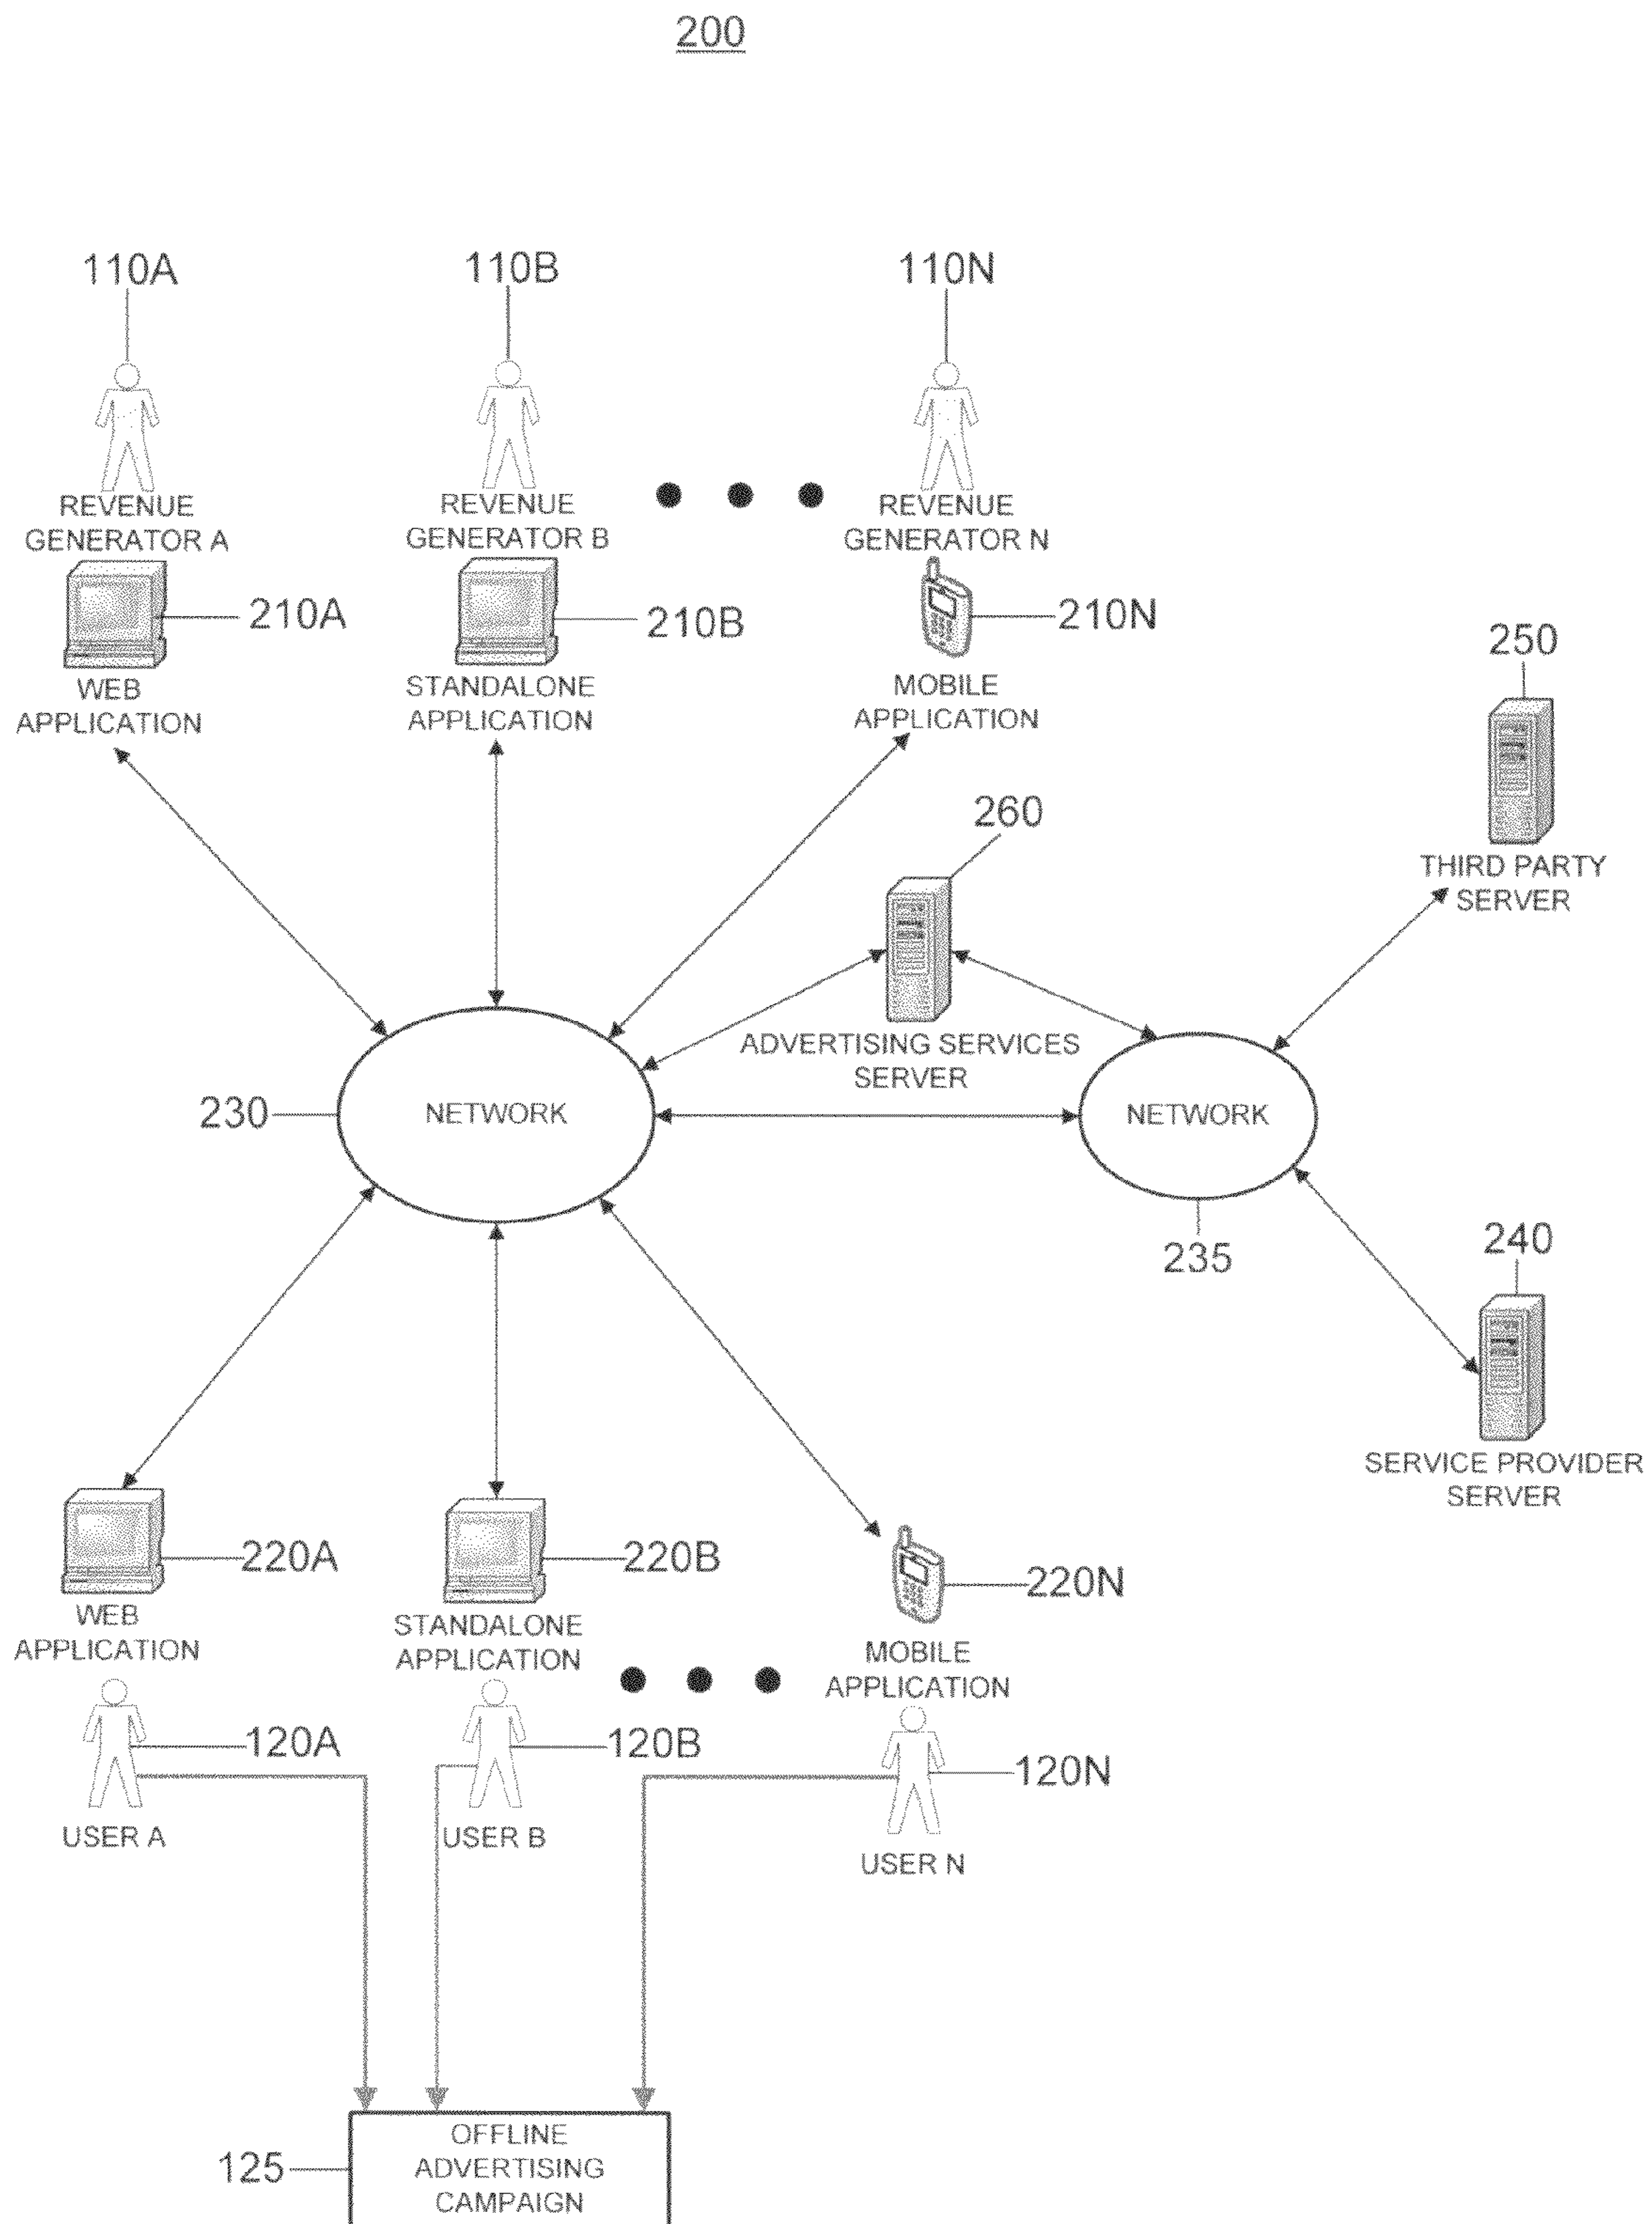 200
110A
110B
110N
REVENUE
GENERATOR A
REVENUE
GENERATOR B
REVENUE
GENERATOR N
210A
210B
210N
WEB
APPLICATION
STANDALONE
APPLICATION
MOBILE
APPLICATION
250
THIRD PARTY
SERVER
260
ADVERTISING SERVICES
SERVER
230
NETWORK
NETWORK
235
240
SERVICE PROVIDER
SERVER
220A
220B
220N
WEB
APPLICATION
STANDALONE
APPLICATION
MOBILE
APPLICATION
120A
120B
120N
USER A
USER B
USER N
125
OFFLINE
ADVERTISING
CAMPAIGN